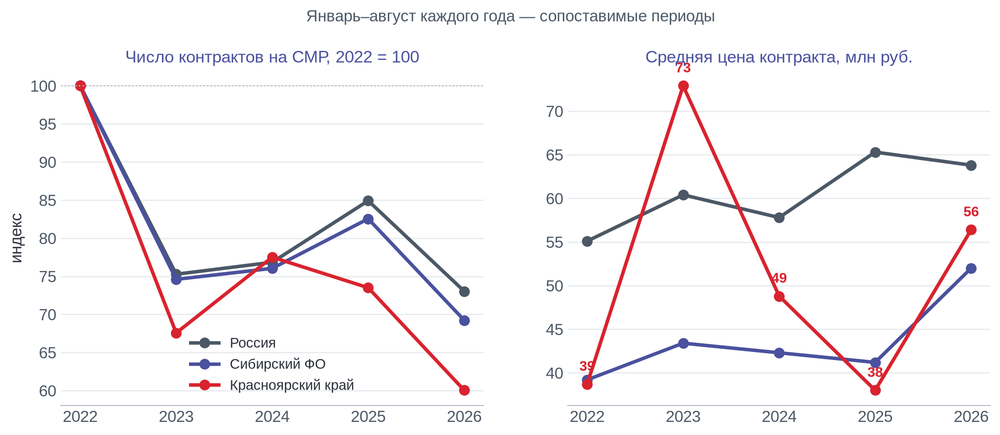 Январь–август каждого года — сопоставимые периоды
Число контрактов на СМР, 2022 = 100
индекс
100
95
90
85
80
75
70
65
60
Россия
Сибирский ФО
Красноярский край
2022 2023 2024 2025 2026
Средняя цена контракта, млн руб.
73
70
65
60
56
55
50
49
45
40
39
38
2022 2023 2024 2025 2026